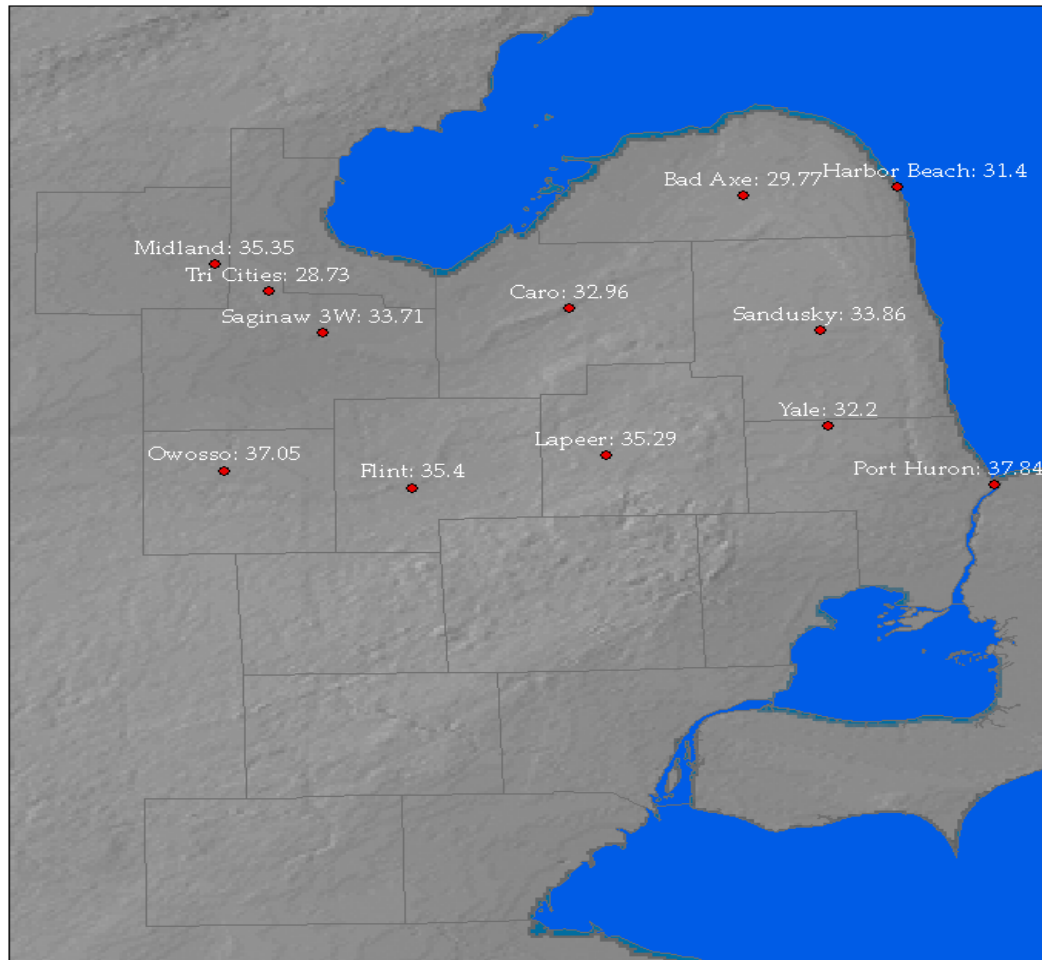 Harbor Beach: 31.4
Bad Axe: 29.77
Midland: 35.35
Tri Cities: 28.73
Caro: 32.96
Saginaw 3W: 33.71
Sandusky: 33.86
Yale: 32.2
Lapeer: 35.29
Owosso: 37.05
Flint: 35.4
Port Huron: 37.84